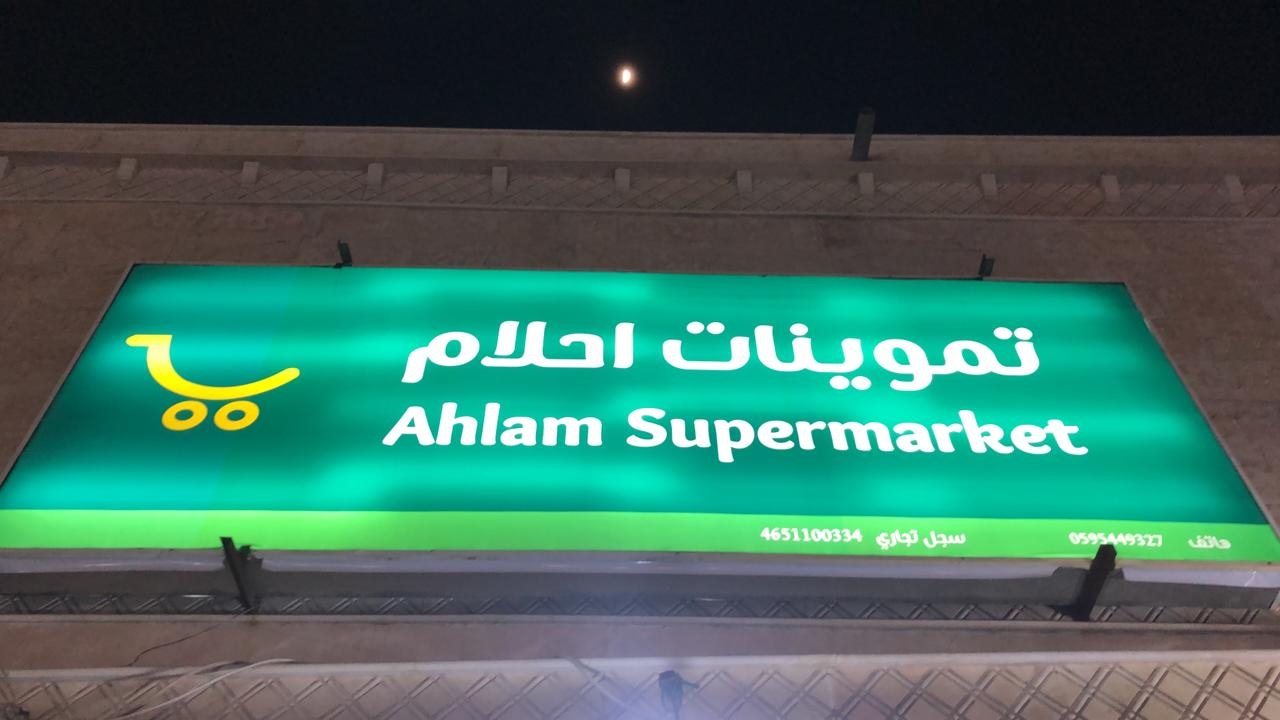 تموينات احلام
Ahlam Supermarket
هاتف 0595449327 سجل تجاري 4651100334